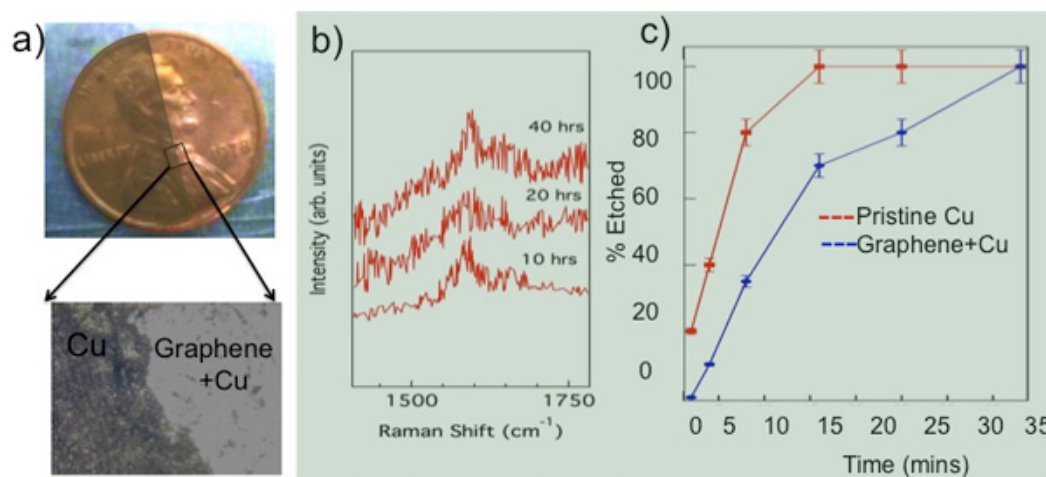 a)
LIBERTY
1978
Cu
Graphene
+Cu
b)
Intensity (arb. units)
40 hrs
20 hrs
10 hrs
1500
1750
Raman Shift (cm⁻¹)
c)
% Etched
100
80
60
40
20
0
Pristine Cu
Graphene+Cu
0
5
10
15
20
25
30
35
Time (mins)